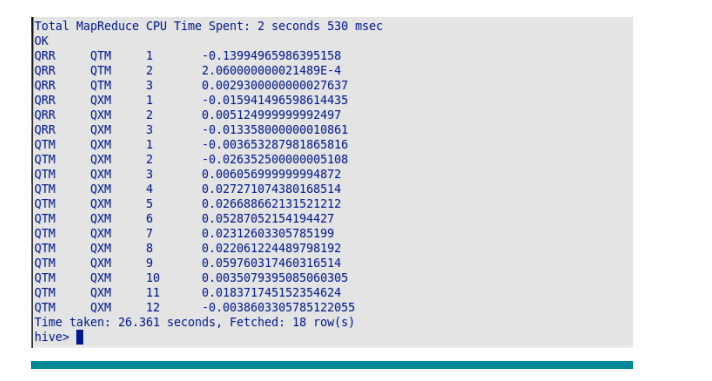 Total MapReduce CPU Time Spent: 2 seconds 530 msec
OK
QRR QTM 1 -0.13994965986395158
QRR QTM 2 2.060000000021489E-4
QRR QTM 3 0.0029300000000027637
QRR QXM 1 -0.015941496598614435
QRR QXM 2 0.005124999999992497
QRR QXM 3 -0.013358000000010861
QTM QXM 1 -0.003653287981865816
QTM QXM 2 -0.026352500000005108
QTM QXM 3 0.006056999999994872
QTM QXM 4 0.027271074380168514
QTM QXM 5 0.026688662131521212
QTM QXM 6 0.05287052154194427
QTM QXM 7 0.02312603305785199
QTM QXM 8 0.022061224489798192
QTM QXM 9 0.059760317460316514
QTM QXM 10 0.0035079395085060305
QTM QXM 11 0.018371745152354624
QTM QXM 12 -0.0038603305785122055
Time taken: 26.361 seconds, Fetched: 18 row(s)
hive>